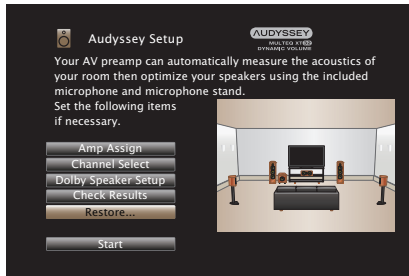 Audyssey Setup
AUDYSSEY
MULTEQ XT32
DYNAMIC VOLUME
Your AV preamp can automatically measure the acoustics of
your room then optimize your speakers using the included
microphone and microphone stand.
Set the following items
if necessary.
Amp Assign
Channel Select
Dolby Speaker Setup
Check Results
Restore...
Start